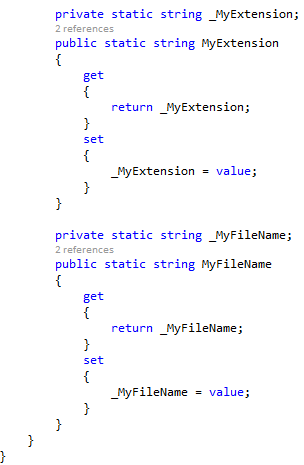 private static string _MyExtension;
2 references
public static string MyExtension
{
get
{
return _MyExtension;
}
set
{
_MyExtension = value;
}
}
private static string _MyFileName;
2 references
public static string MyFileName
{
get
{
return _MyFileName;
}
set
{
_MyFileName = value;
}
}
}
}